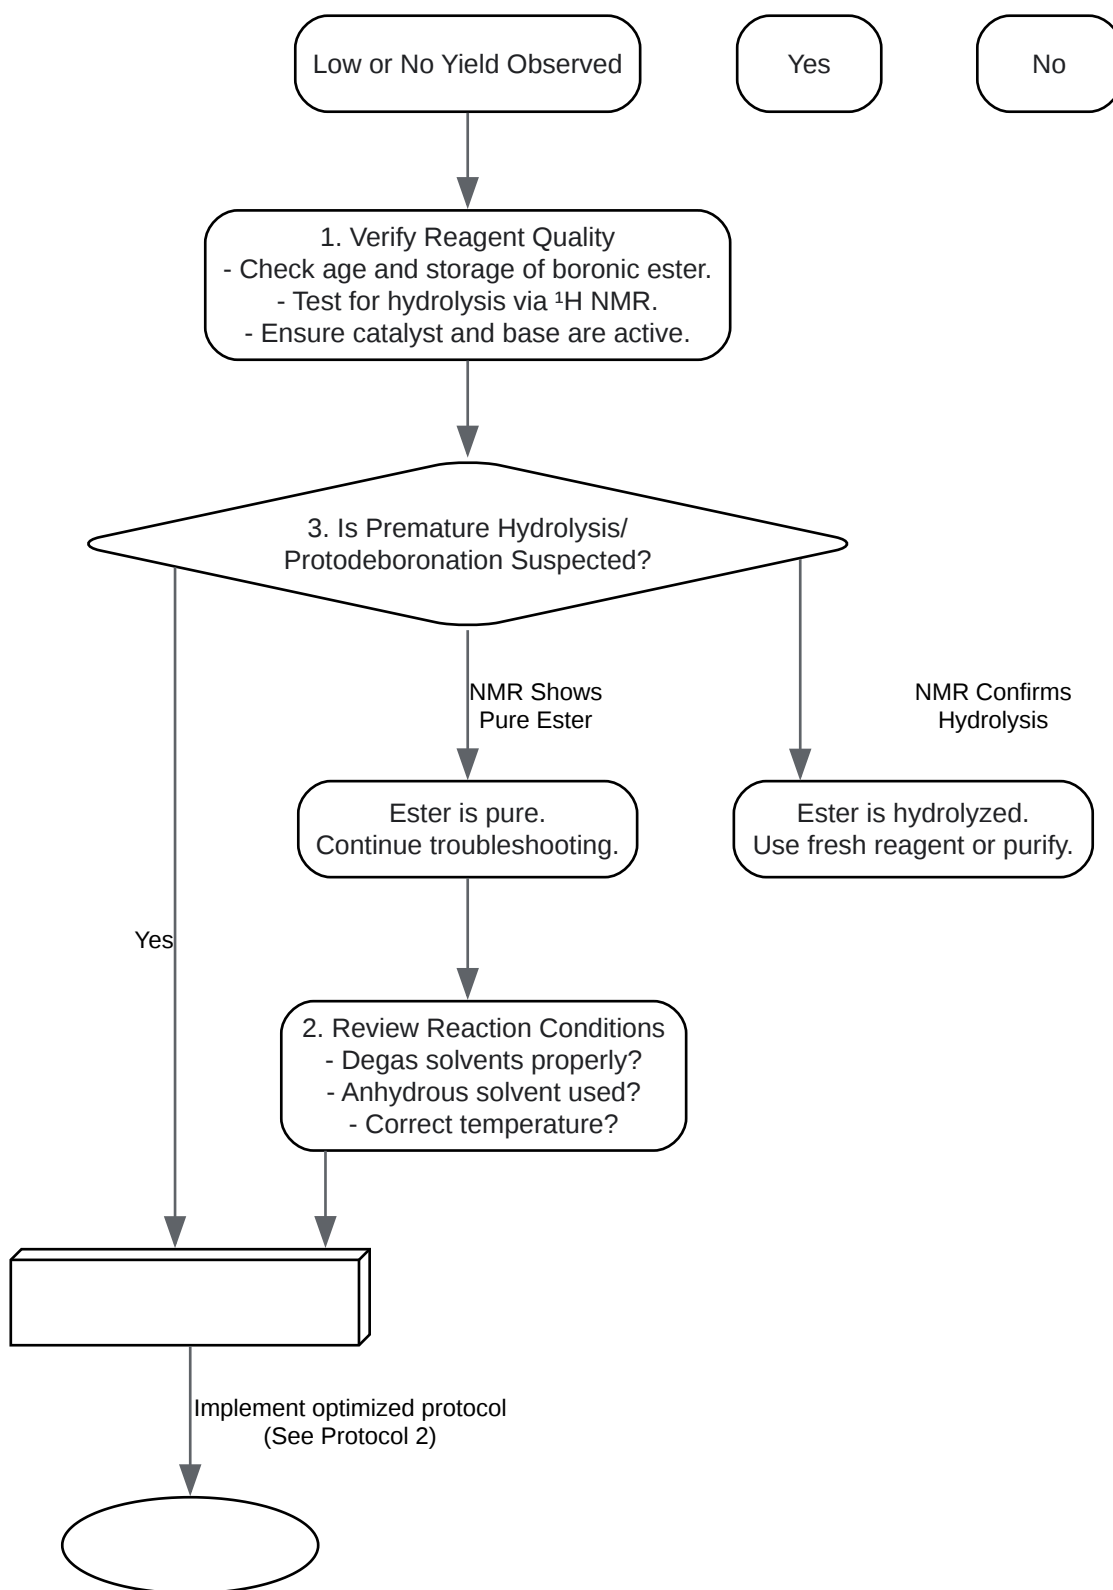 Low or No Yield Observed
Yes
No
1. Verify Reagent Quality
- Check age and storage of boronic ester.
- Test for hydrolysis via ¹H NMR.
- Ensure catalyst and base are active.
3. Is Premature Hydrolysis/
Protodeboronation Suspected?
NMR Shows
Pure Ester
NMR Confirms
Hydrolysis
Ester is pure.
Continue troubleshooting.
Ester is hydrolyzed.
Use fresh reagent or purify.
Yes
2. Review Reaction Conditions
- Degas solvents properly?
- Anhydrous solvent used?
- Correct temperature?
Implement optimized protocol
(See Protocol 2)